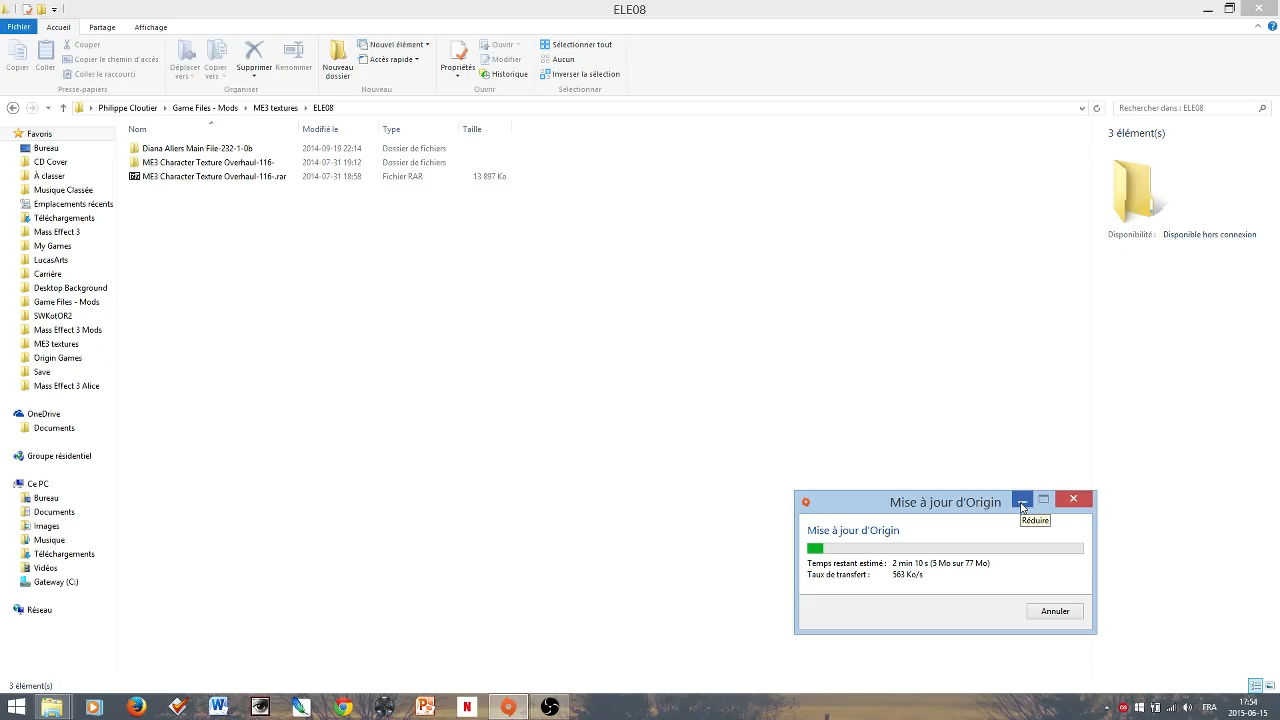 ELE08
Fichier
Accueil
Partage
Affichage
Copier
Coller
Couper
Copier le chemin d'accès
Coller le raccourci
Presse-papiers
Déplacer vers
Copier vers
Supprimer
Renommer
Organiser
Nouveau dossier
Nouvel élément
Accès rapide
Nouveau
Propriétés
Ouvrir
Modifier
Historique
Ouvrir
Sélectionner tout
Aucun
Inverser la sélection
Sélectionner
Philippe Cloutier
Game Files - Mods
ME3 textures
ELE08
Rechercher dans : ELE08
Nom
Modifié le
Type
Taille
Diana Allers Main File-232-1-0b 2014-09-19 22:14 Dossier de fichiers
ME3 Character Texture Overhaul-116- 2014-07-31 19:12 Dossier de fichiers
ME3 Character Texture Overhaul-116-.rar 2014-07-31 18:58 Fichier RAR 13 897 Ko
3 élément(s)
Disponibilité : Disponible hors connexion
Favoris
Bureau
CD Cover
À classer
Musique Classée
Emplacements récents
Téléchargements
Mass Effect 3
My Games
LucasArts
Carrière
Desktop Background
Game Files - Mods
SWKotOR2
Mass Effect 3 Mods
ME3 textures
Origin Games
Save
Mass Effect 3 Alice
OneDrive
Documents
Groupe résidentiel
Ce PC
Bureau
Documents
Images
Musique
Téléchargements
Vidéos
Gateway (C:)
Réseau
Mise à jour d'Origin
Réduire
Mise à jour d'Origin
Temps restant estimé : 2 min 10 s (5 Mo sur 77 Mo)
Taux de transfert : 563 Ko/s
Annuler
3 élément(s)
FRA
17:54
2015-06-15